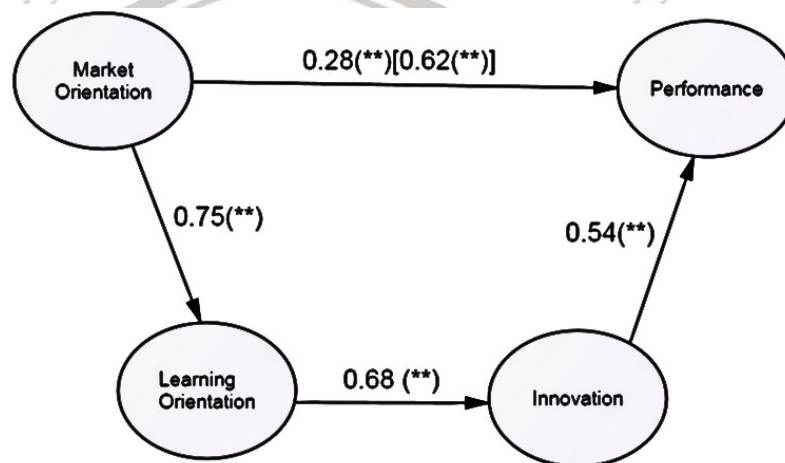 Market
Orientation
0.28(**)[0.62(**)]
Performance
0.75(**)
0.54(**)
Learning
Orientation
0.68 (**)
Innovation